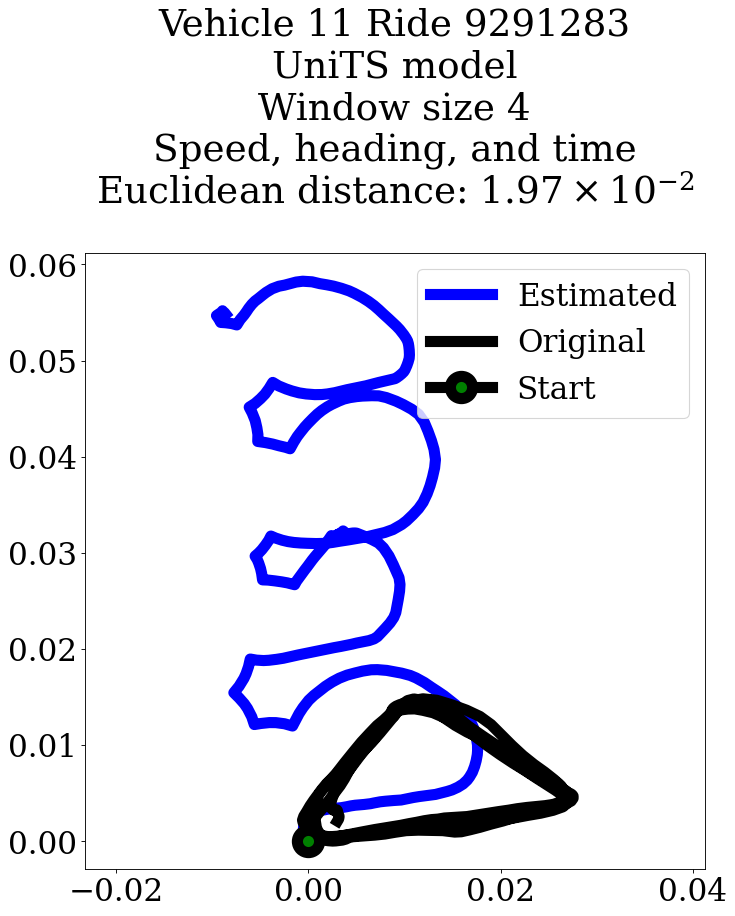 Vehicle 11 Ride 9291283
UniTS model
Window size 4
Speed, heading, and time
Euclidean distance: 1.97 × 10⁻²
0.06
0.05
0.04
0.03
0.02
0.01
0.00
Estimated
Original
Start
−0.02 0.00 0.02 0.04